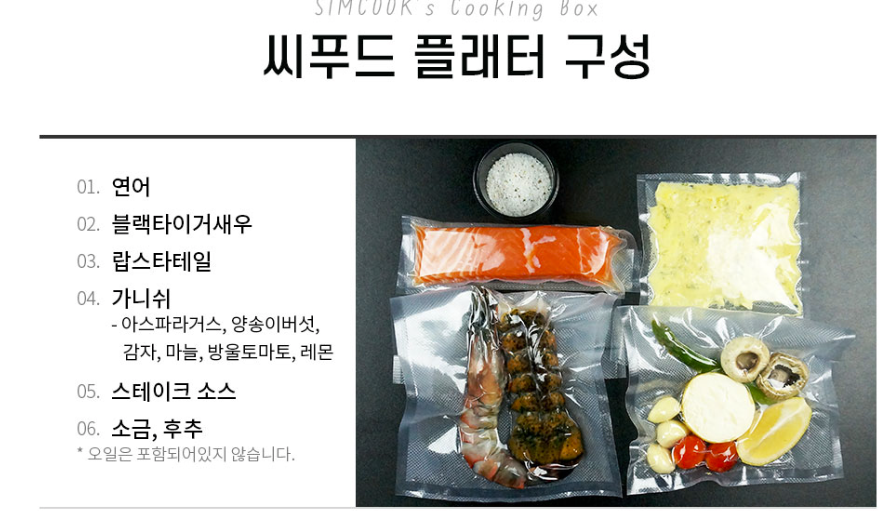 SIMCOOK's Cooking Box
씨푸드 플래터 구성
01. 연어
02. 블랙타이거새우
03. 랍스타테일
04. 가니쉬
- 아스파라거스, 양송이버섯,
감자, 마늘, 방울토마토, 레몬
05. 스테이크 소스
06. 소금, 후추
* 오일은 포함되어있지 않습니다.